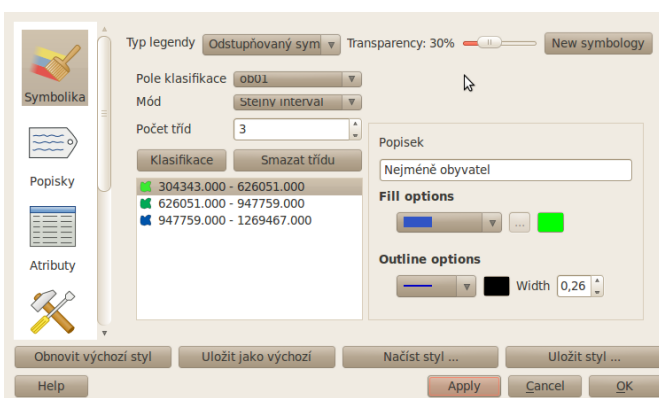 Typ legendy Odstupňovaný sym Transparency: 30% New symbology
Symbolika
Pole klasifikace ob01
Mód Stejný interval
Počet tříd 3
Klasifikace Smazat třídu
Popisky
304343.000 - 626051.000
626051.000 - 947759.000
947759.000 - 1269467.000
Popisek
Nejméně obyvatel
Fill options
...
Atributy
Outline options
Width 0,26
Obnovit výchozí styl Uložit jako výchozí Načíst styl ... Uložit styl ...
Help Apply Cancel OK